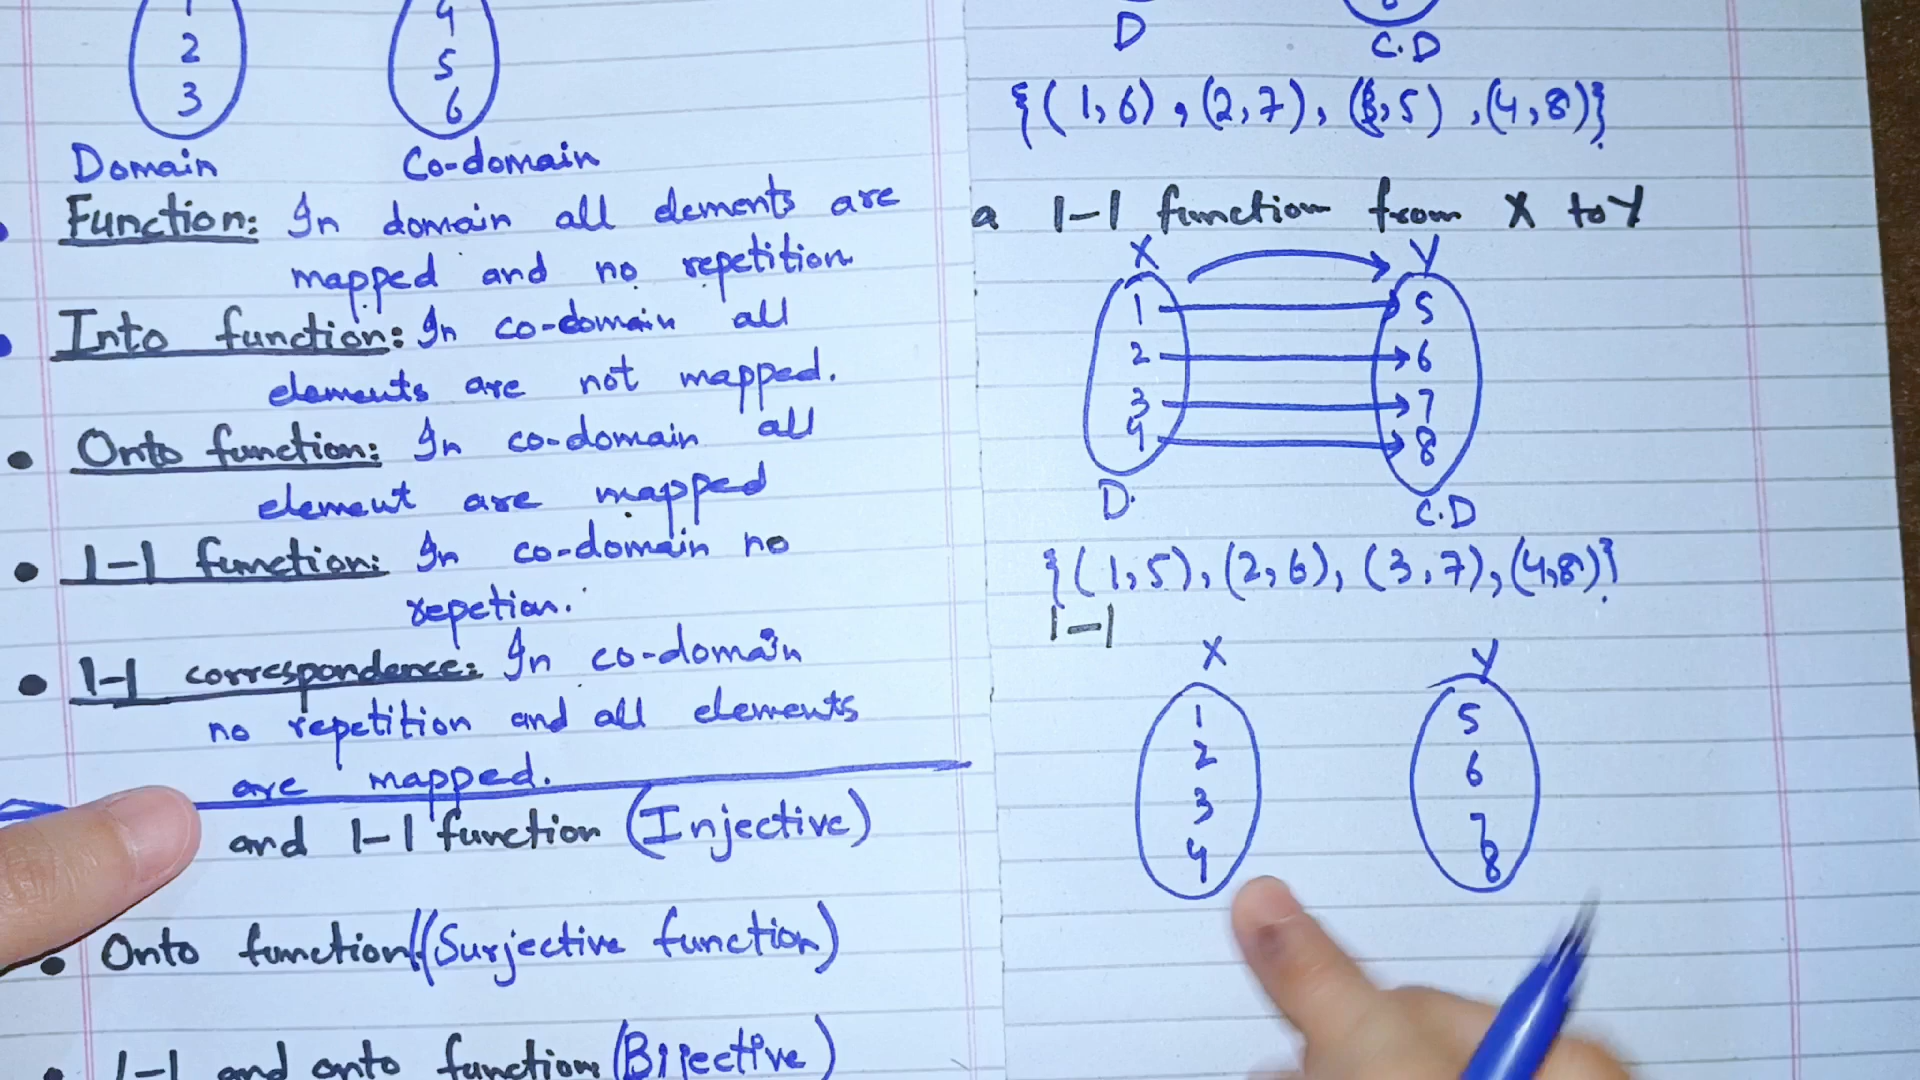 1
2
3
4
5
6
Domain
Co-domain
Function: In domain all elements are
mapped and no repetition
Into function: In co-domain all
elements are not mapped.
Onto function: In co-domain all
element are mapped
1-1 function: In co-domain no
repetion.
1-1 correspondence: In co-domain
no repetition and all elements
are mapped.
and 1-1 function (Injective)
Onto function (Surjective function)
1-1 and onto function (Bijective)
D
C.D
{(1,6), (2,7), (3,5), (4,8)}
a 1-1 function from X to Y
X
Y
1
5
2
6
3
7
4
8
D.
C.D
{(1,5), (2,6), (3,7), (4,8)}
1-1
X
Y
1
5
2
6
3
7
4
8